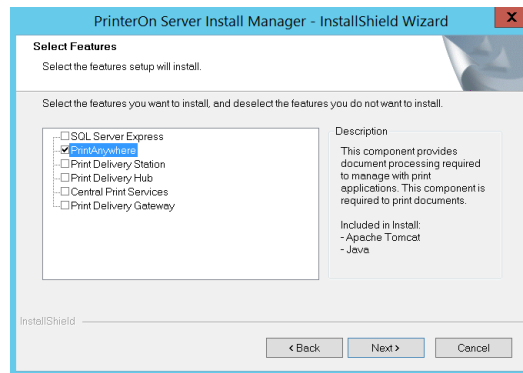 PrinterOn Server Install Manager - InstallShield Wizard
X
Select Features
Select the features setup will install.
Select the features you want to install, and deselect the features you do not want to install.
SQL Server Express
PrintAnywhere
Print Delivery Station
Print Delivery Hub
Central Print Services
Print Delivery Gateway
Description
This component provides
document processing required
to manage with print
applications. This component is
required to print documents.
Included in Install:
- Apache Tomcat
- Java
InstallShield
< Back
Next >
Cancel